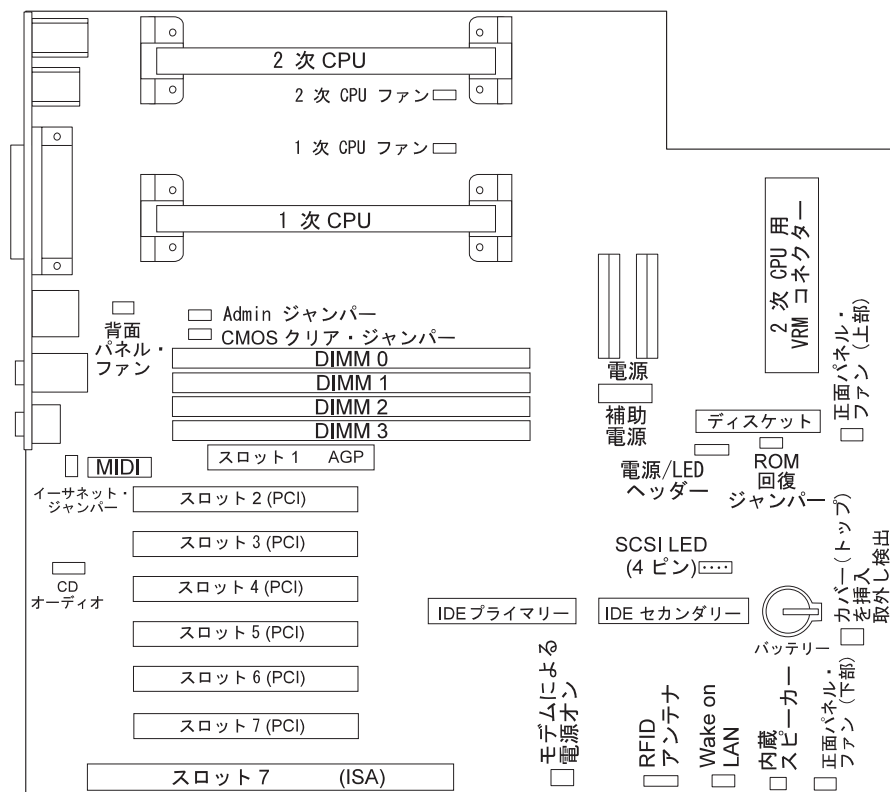 2 次 CPU
2 次 CPU ファン
1 次 CPU ファン
1 次 CPU
2 次 CPU 用
VRM コネクター
背面
パネル・
ファン
Admin ジャンパー
CMOS クリア・ジャンパー
DIMM 0
DIMM 1
DIMM 2
DIMM 3
電源
補助
電源
正面パネル・
ファン (上部)
ディスケット
スロット 1 AGP
電源/LED
ヘッダー
ROM
回復
ジャンパー
MIDI
イーサネット・
ジャンパー
スロット 2 (PCI)
スロット 3 (PCI)
SCSI LED
(4 ピン)
カバー (トップ)
を挿入
取外し検出
CD
オーディオ
スロット 4 (PCI)
IDE プライマリー
IDE セカンダリー
バッテリー
スロット 5 (PCI)
スロット 6 (PCI)
スロット 7 (PCI)
モデムによる
電源オン
RFID
アンテナ
Wake on
LAN
内蔵
スピーカー
正面パネル・
ファン (下部)
スロット 7 (ISA)